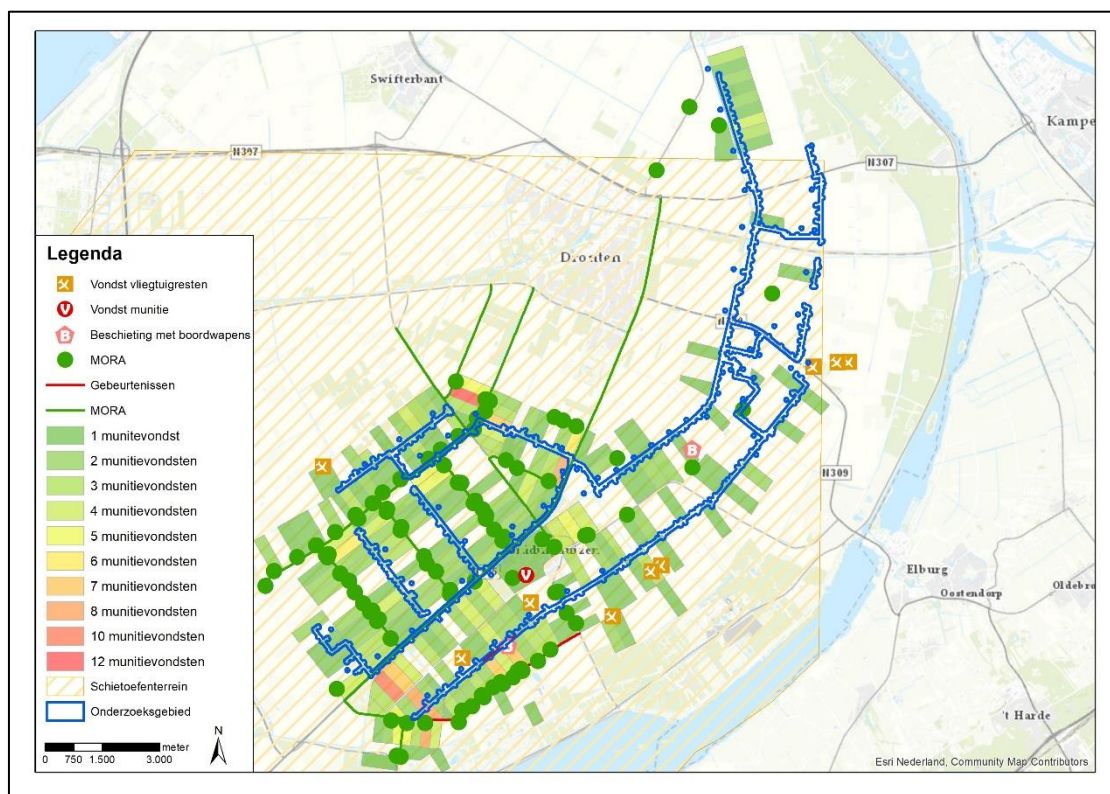 Swifterbant
Kampe
N307
N307
Dronten
Legenda
Vondst vliegtuigresten
V Vondst munitie
B Beschieting met boordwapens
MORA
Gebeurtenissen
MORA
1 munitievondst
2 munitievondsten
3 munitievondsten
4 munitievondsten
5 munitievondsten
6 munitievondsten
7 munitievondsten
8 munitievondsten
10 munitievondsten
12 munitievondsten
Schietoefenterrein
Onderzoeksgebied
meter
0 750 1.500 3.000
N
B
N309
V
Elburg
Oostendorp
Oldebro
't Harde
Esri Nederland, Community Map Contributors